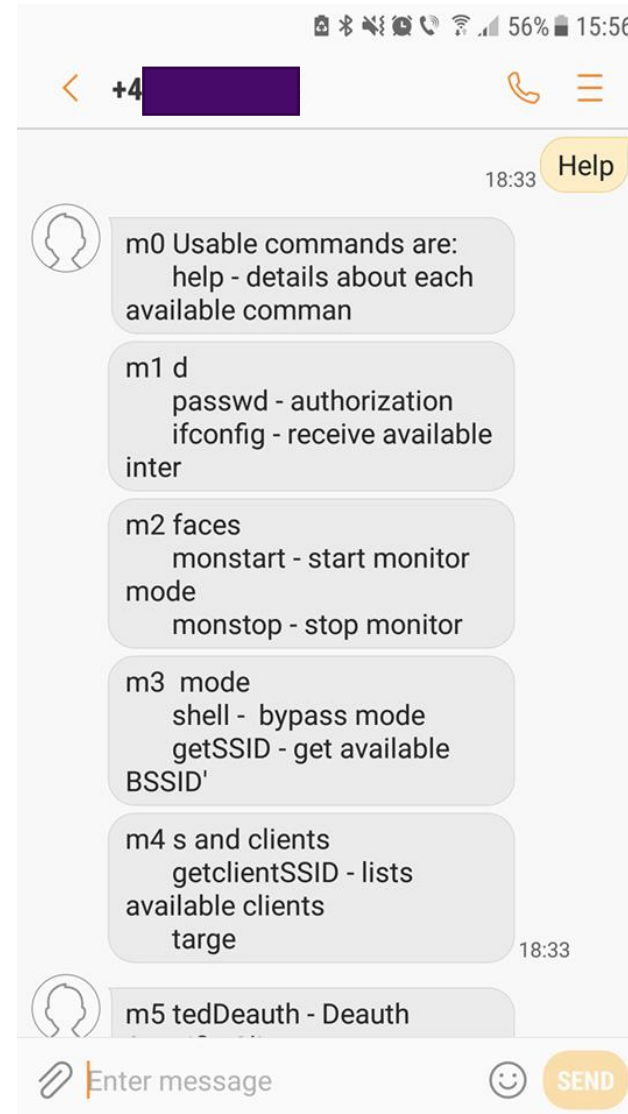 56% 15:56
+4
Help
18:33
m0 Usable commands are:
help - details about each
available comman
m1 d
passwd - authorization
ifconfig - receive available
inter
m2 faces
monstart - start monitor
mode
monstop - stop monitor
m3  mode
shell -  bypass mode
getSSID - get available
BSSID'
m4 s and clients
getclientSSID - lists
available clients
targe
18:33
m5 tedDeauth - Deauth
Enter message
SEND